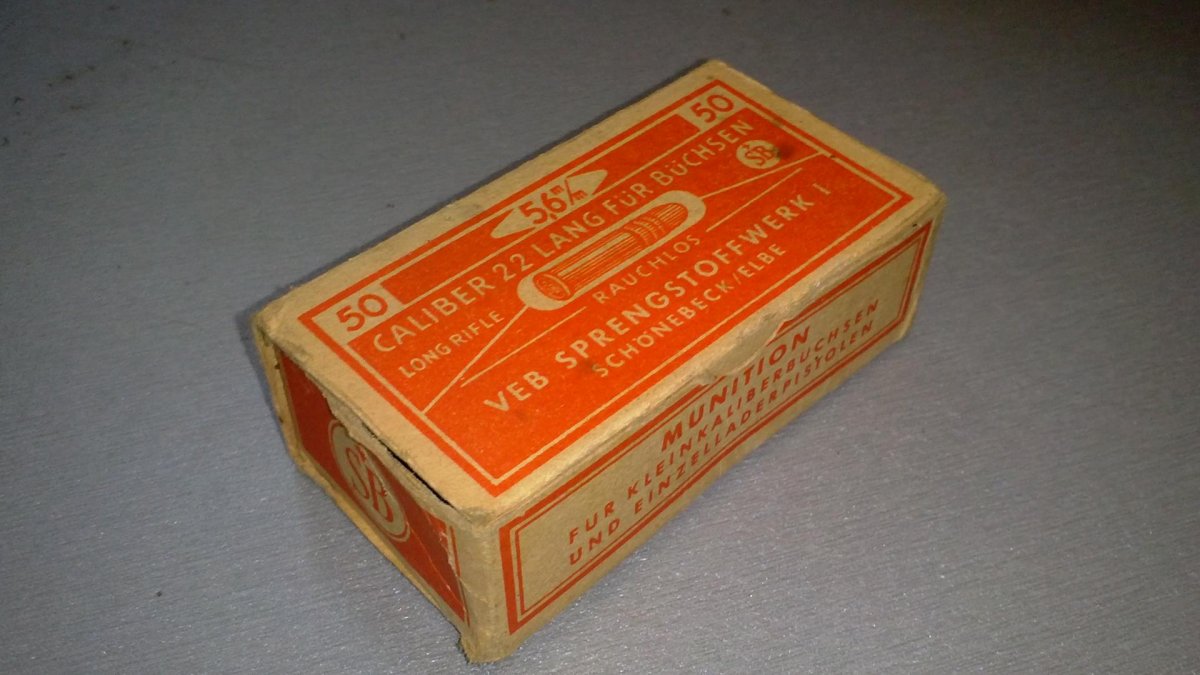 50
50
5,6 m/m
CALIBER 22 LANG FÜR BÜCHSEN
LONG RIFLE
RAUCHLOS
SB
VEB SPRENGSTOFFWERK I
SCHÖNEBECK/ELBE
SB
MUNITION
FÜR KLEINKALIBERBÜCHSEN
UND EINZELLADERPISTOLEN